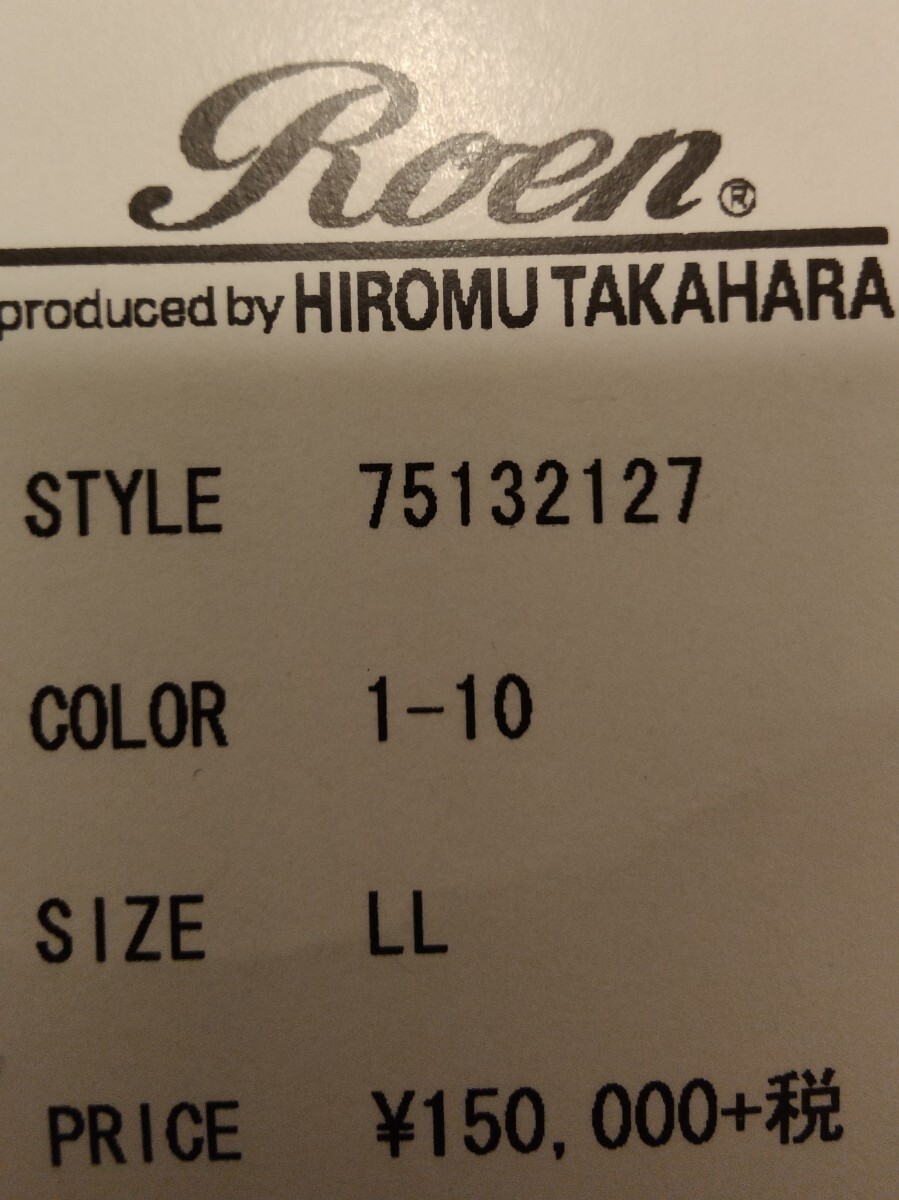 Roen®
produced by HIROMU TAKAHARA
STYLE 75132127
COLOR 1-10
SIZE LL
PRICE ¥150,000+税